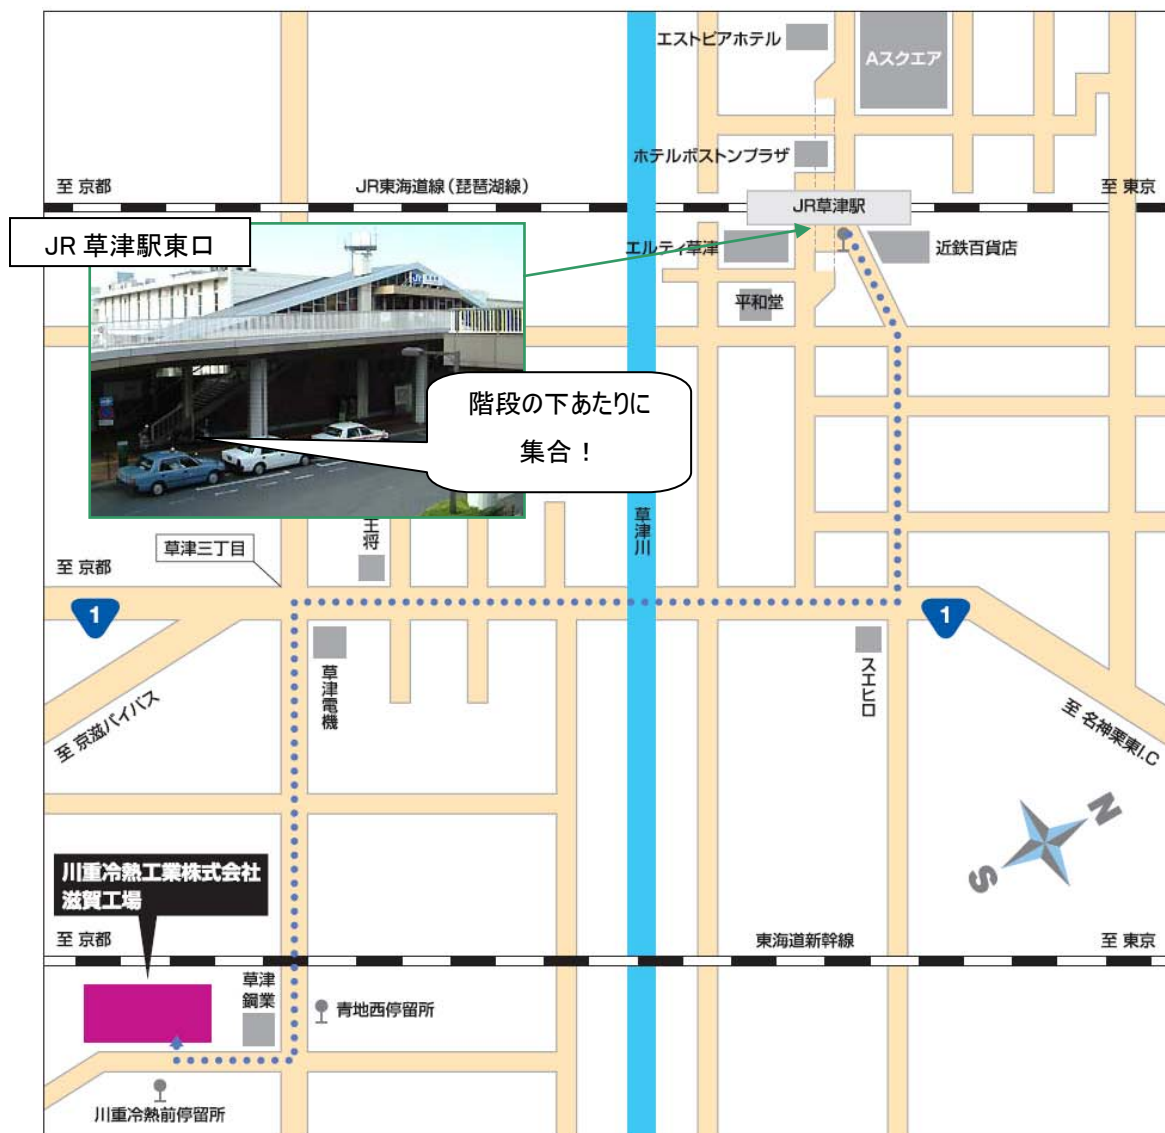 エストピアホテル
Aスクエア
ホテルボストンプラザ
至 京都
JR東海道線（琵琶湖線）
至 東京
JR草津駅
JR 草津駅東口
エルティ草津
近鉄百貨店
平和堂
階段の下あたりに
集合！
王将
草津川
草津三丁目
至 京都
1
1
草津電機
スエヒロ
至 京滋バイパス
至 名神栗東I.C
N
S
川重冷熱工業株式会社
滋賀工場
至 京都
東海道新幹線
至 東京
草津
鋼業
青地西停留所
川重冷熱前停留所